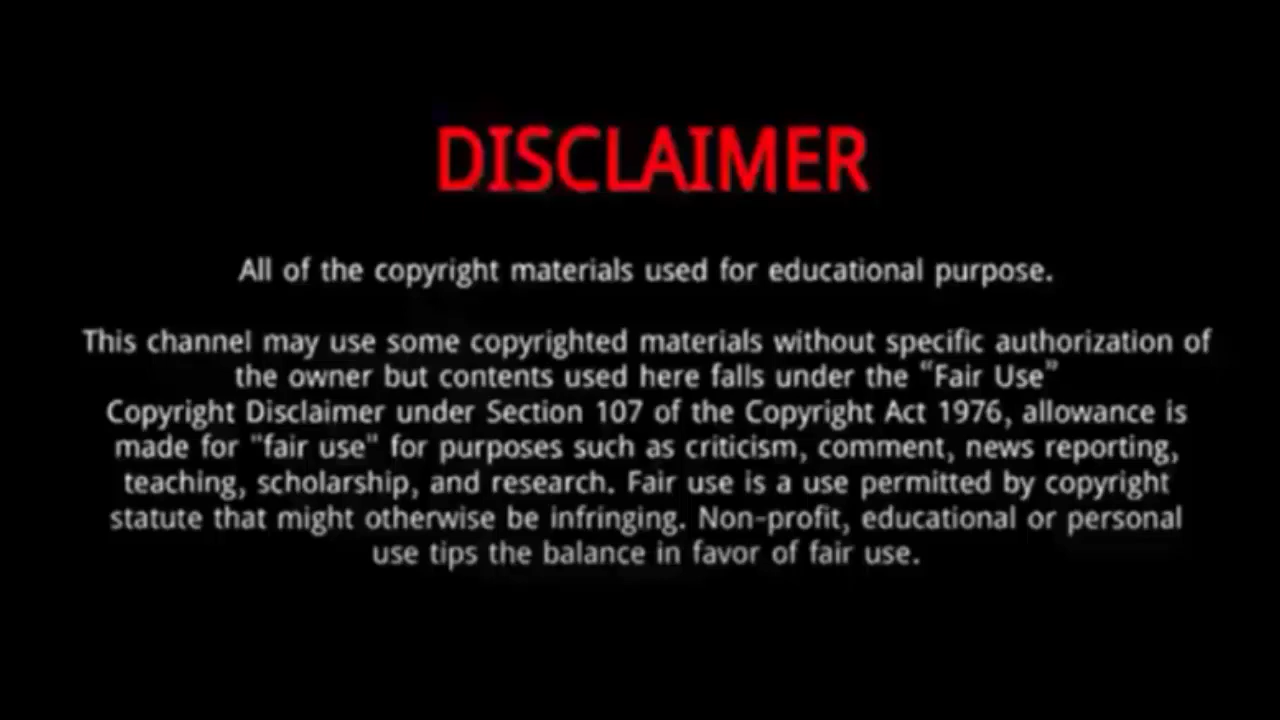 DISCLAIMER
All of the copyright materials used for educational purpose.
This channel may use some copyrighted materials without specific authorization of
the owner but contents used here falls under the “Fair Use”
Copyright Disclaimer under Section 107 of the Copyright Act 1976, allowance is
made for "fair use" for purposes such as criticism, comment, news reporting,
teaching, scholarship, and research. Fair use is a use permitted by copyright
statute that might otherwise be infringing. Non-profit, educational or personal
use tips the balance in favor of fair use.